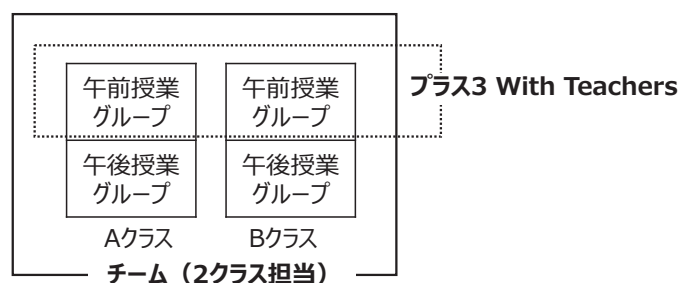 午前授業
グループ
午前授業
グループ
プラス3 With Teachers
午後授業
グループ
午後授業
グループ
Aクラス
Bクラス
チーム（2クラス担当）